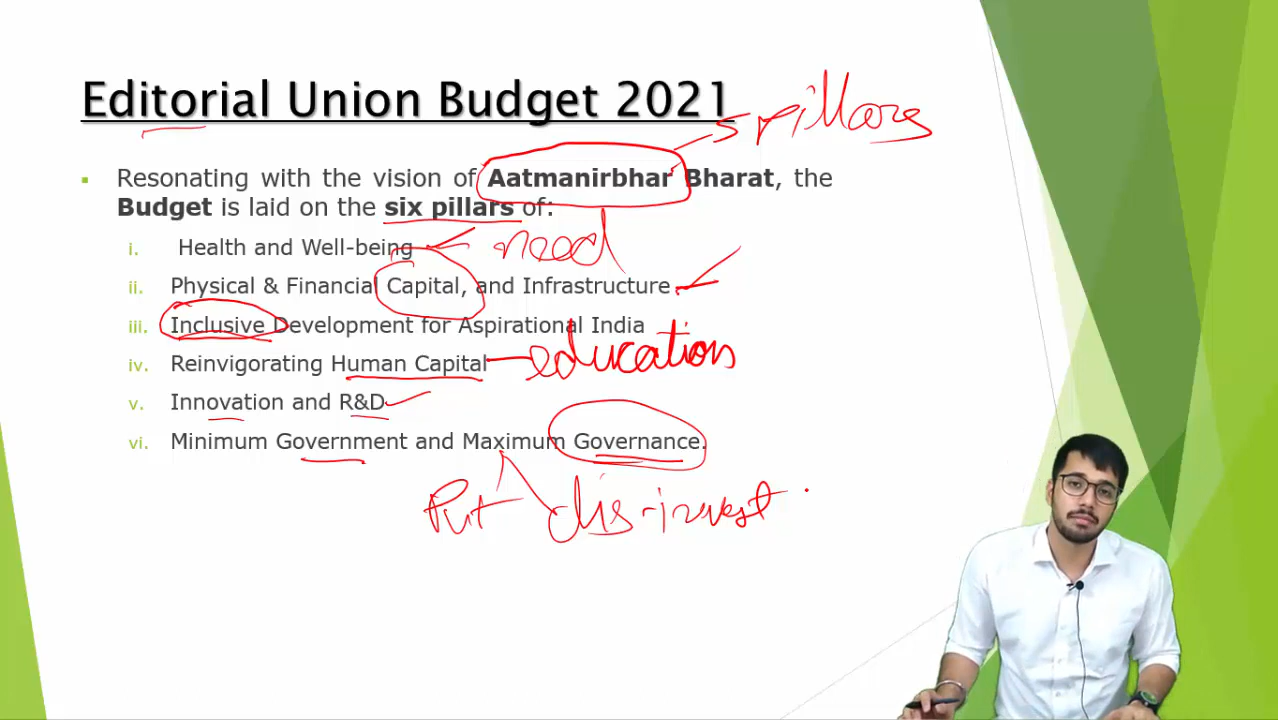 Editorial Union Budget 2021
5 pillars
▪ Resonating with the vision of Aatmanirbhar Bharat, the
Budget is laid on the six pillars of:
i. Health and Well-being
need
ii. Physical & Financial Capital, and Infrastructure
iii. Inclusive Development for Aspirational India
iv. Reinvigorating Human Capital
education
v. Innovation and R&D
vi. Minimum Government and Maximum Governance.
dis-invest